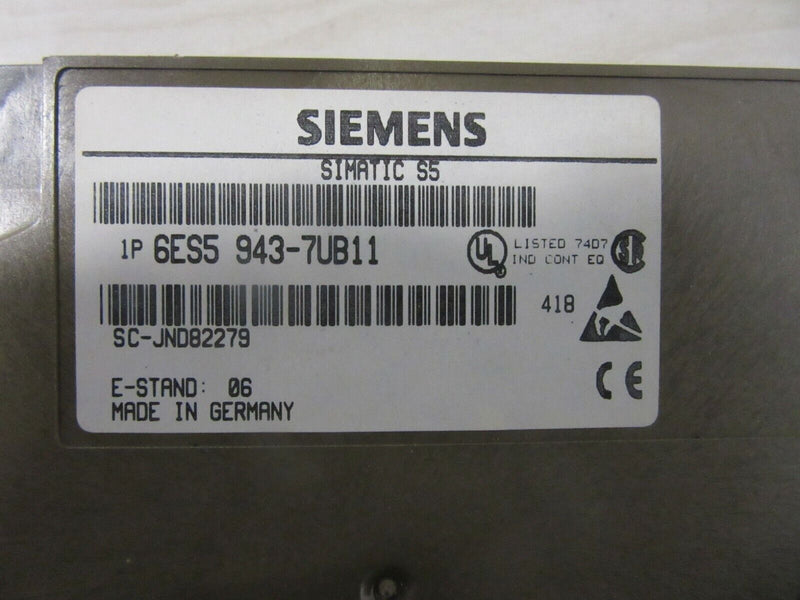 SIEMENS
SIMATIC S5
1P 6ES5 943-7UB11
UL LISTED 74D7
IND CONT EQ
418
SC-JND82279
CE
E-STAND: 06
MADE IN GERMANY